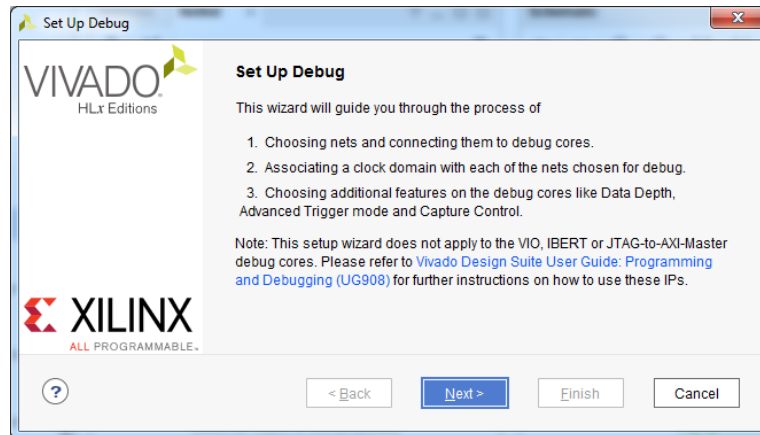 Set Up Debug
VIVADO
HLx Editions
Set Up Debug
This wizard will guide you through the process of
1. Choosing nets and connecting them to debug cores.
2. Associating a clock domain with each of the nets chosen for debug.
3. Choosing additional features on the debug cores like Data Depth,
Advanced Trigger mode and Capture Control.
Note: This setup wizard does not apply to the VIO, IBERT or JTAG-to-AXI-Master
debug cores. Please refer to Vivado Design Suite User Guide: Programming
and Debugging (UG908) for further instructions on how to use these IPs.
XILINX
ALL PROGRAMMABLE.
? < Back Next > Finish Cancel